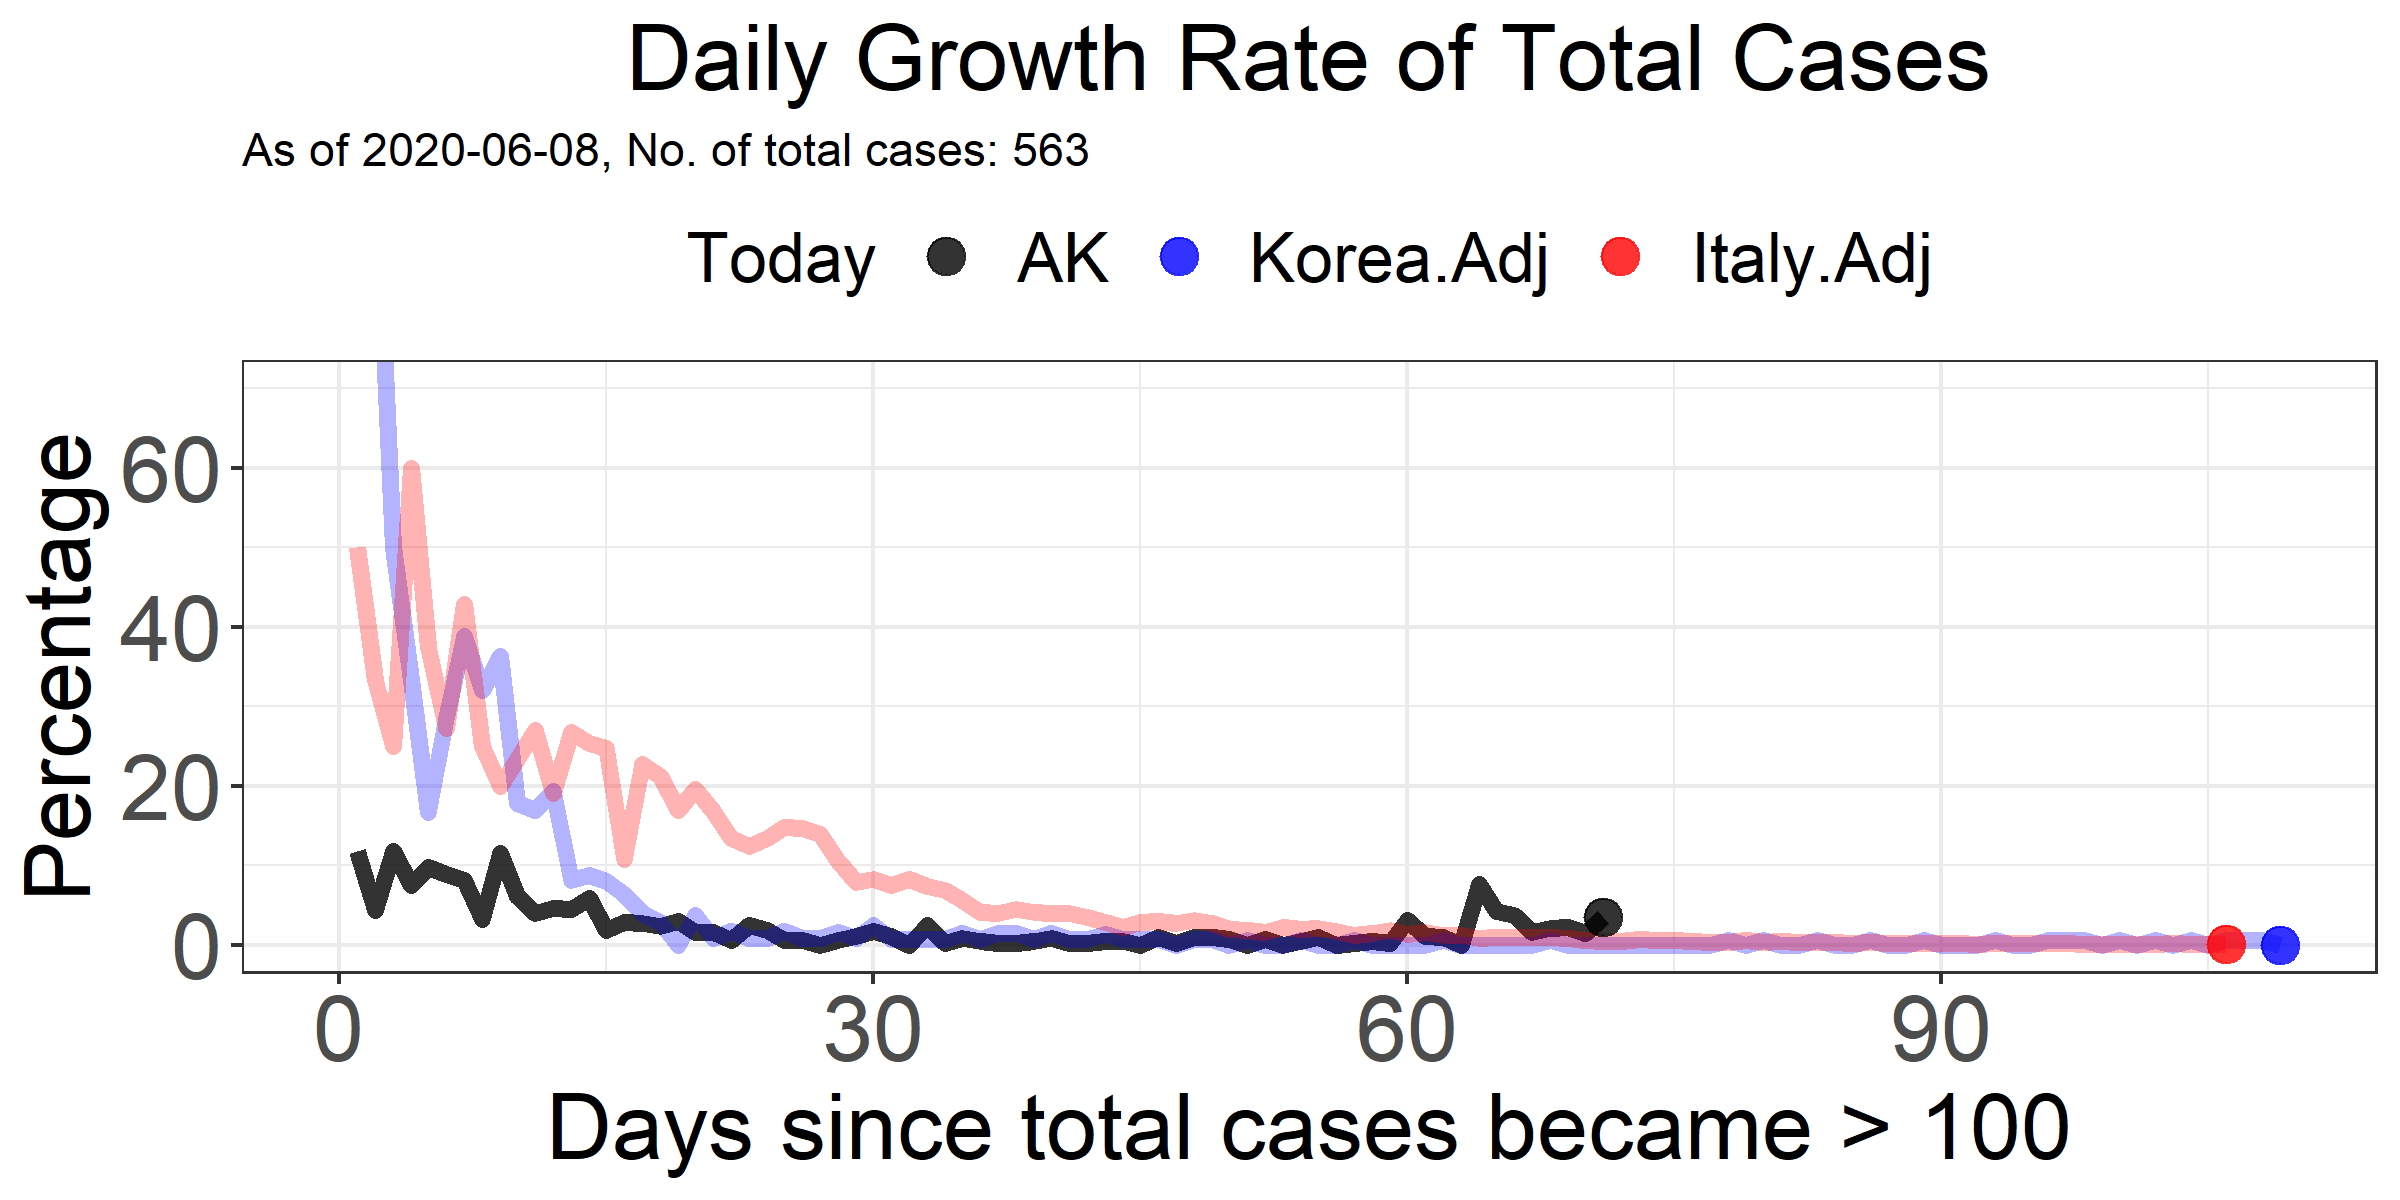 Daily Growth Rate of Total Cases
As of 2020-06-08, No. of total cases: 563
Today AK Korea.Adj Italy.Adj
Percentage
60
40
20
0
0 30 60 90
Days since total cases became > 100